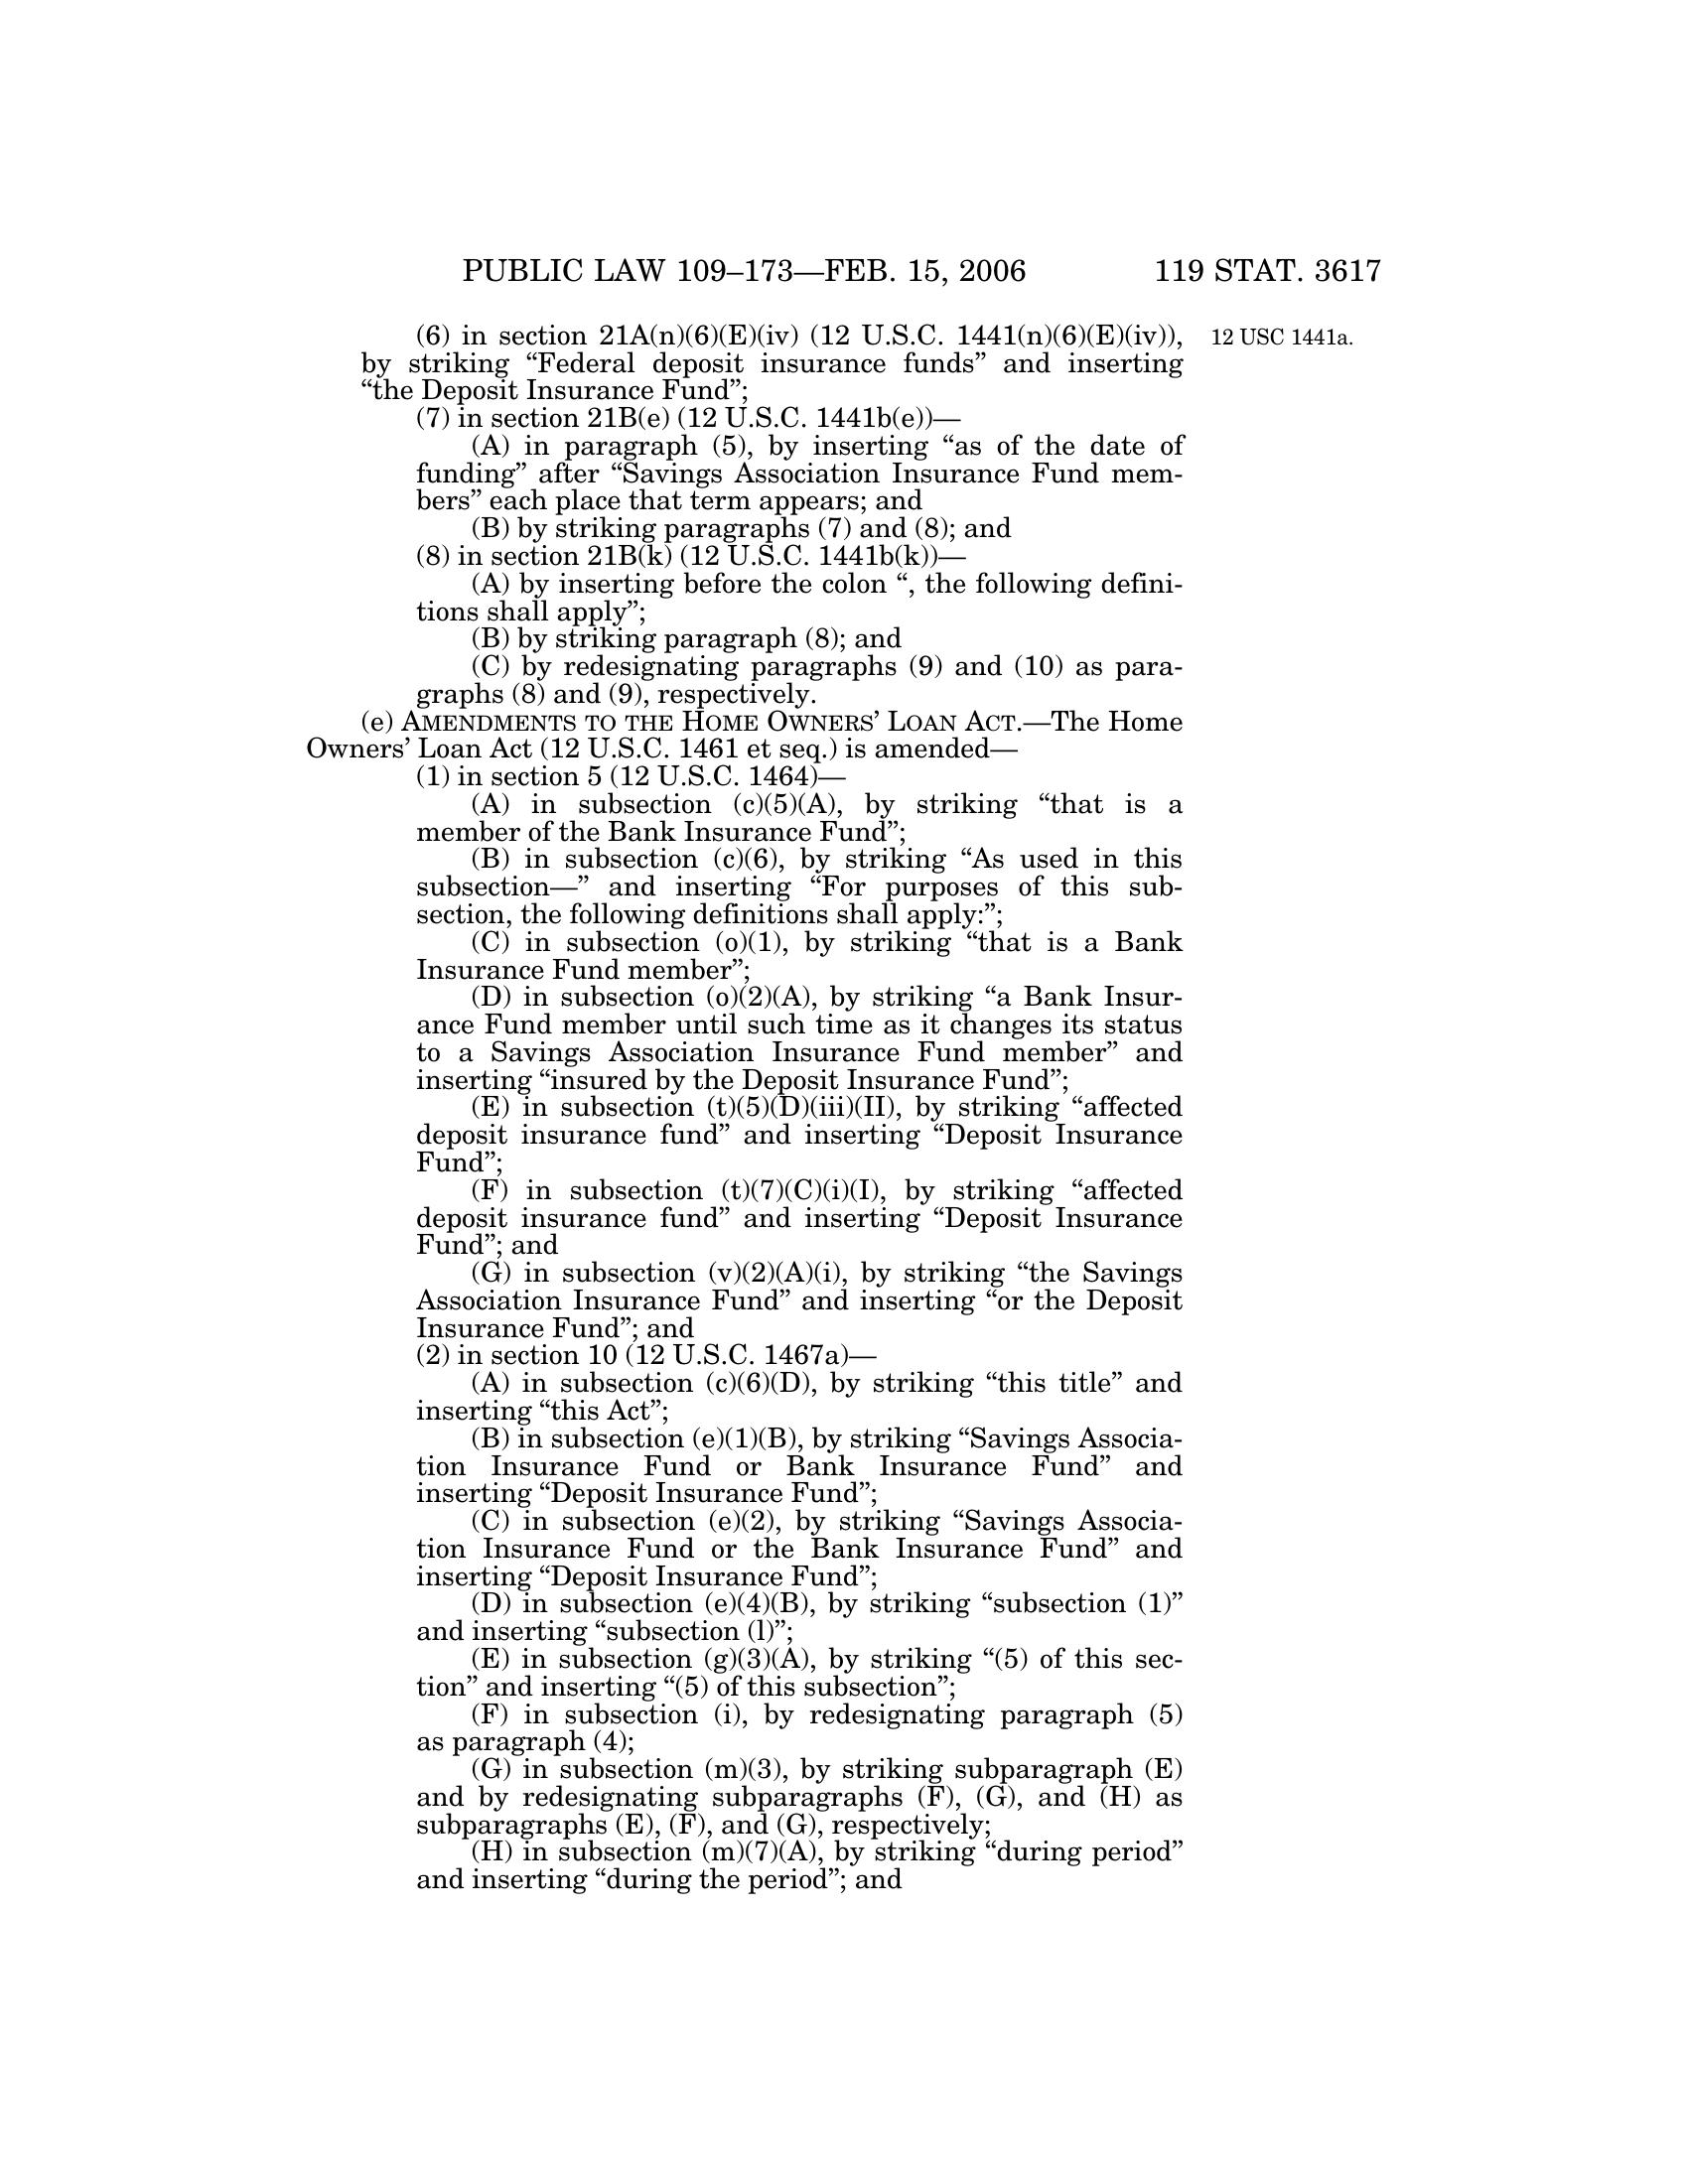 PUBLIC LAW 109–173—FEB. 15, 2006 119 STAT. 3617
(6) in section 21A(n)(6)(E)(iv) (12 U.S.C. 1441(n)(6)(E)(iv)), 12 USC 1441a.
by striking “Federal deposit insurance funds” and inserting
“the Deposit Insurance Fund”;
(7) in section 21B(e) (12 U.S.C. 1441b(e))—
(A) in paragraph (5), by inserting “as of the date of
funding” after “Savings Association Insurance Fund mem-
bers” each place that term appears; and
(B) by striking paragraphs (7) and (8); and
(8) in section 21B(k) (12 U.S.C. 1441b(k))—
(A) by inserting before the colon “, the following defini-
tions shall apply”;
(B) by striking paragraph (8); and
(C) by redesignating paragraphs (9) and (10) as para-
graphs (8) and (9), respectively.
(e) AMENDMENTS TO THE HOME OWNERS’ LOAN ACT.—The Home
Owners’ Loan Act (12 U.S.C. 1461 et seq.) is amended—
(1) in section 5 (12 U.S.C. 1464)—
(A) in subsection (c)(5)(A), by striking “that is a
member of the Bank Insurance Fund”;
(B) in subsection (c)(6), by striking “As used in this
subsection—” and inserting “For purposes of this sub-
section, the following definitions shall apply:”;
(C) in subsection (o)(1), by striking “that is a Bank
Insurance Fund member”;
(D) in subsection (o)(2)(A), by striking “a Bank Insur-
ance Fund member until such time as it changes its status
to a Savings Association Insurance Fund member” and
inserting “insured by the Deposit Insurance Fund”;
(E) in subsection (t)(5)(D)(iii)(II), by striking “affected
deposit insurance fund” and inserting “Deposit Insurance
Fund”;
(F) in subsection (t)(7)(C)(i)(I), by striking “affected
deposit insurance fund” and inserting “Deposit Insurance
Fund”; and
(G) in subsection (v)(2)(A)(i), by striking “the Savings
Association Insurance Fund” and inserting “or the Deposit
Insurance Fund”; and
(2) in section 10 (12 U.S.C. 1467a)—
(A) in subsection (c)(6)(D), by striking “this title” and
inserting “this Act”;
(B) in subsection (e)(1)(B), by striking “Savings Associa-
tion Insurance Fund or Bank Insurance Fund” and
inserting “Deposit Insurance Fund”;
(C) in subsection (e)(2), by striking “Savings Associa-
tion Insurance Fund or the Bank Insurance Fund” and
inserting “Deposit Insurance Fund”;
(D) in subsection (e)(4)(B), by striking “subsection (1)”
and inserting “subsection (l)”;
(E) in subsection (g)(3)(A), by striking “(5) of this sec-
tion” and inserting “(5) of this subsection”;
(F) in subsection (i), by redesignating paragraph (5)
as paragraph (4);
(G) in subsection (m)(3), by striking subparagraph (E)
and by redesignating subparagraphs (F), (G), and (H) as
subparagraphs (E), (F), and (G), respectively;
(H) in subsection (m)(7)(A), by striking “during period”
and inserting “during the period”; and